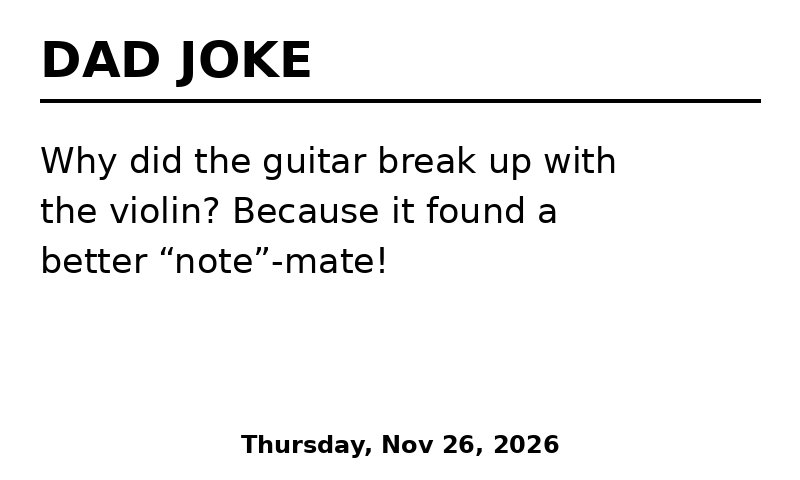 DAD JOKE
Why did the guitar break up with
the violin? Because it found a
better “note”-mate!
Thursday, Nov 26, 2026